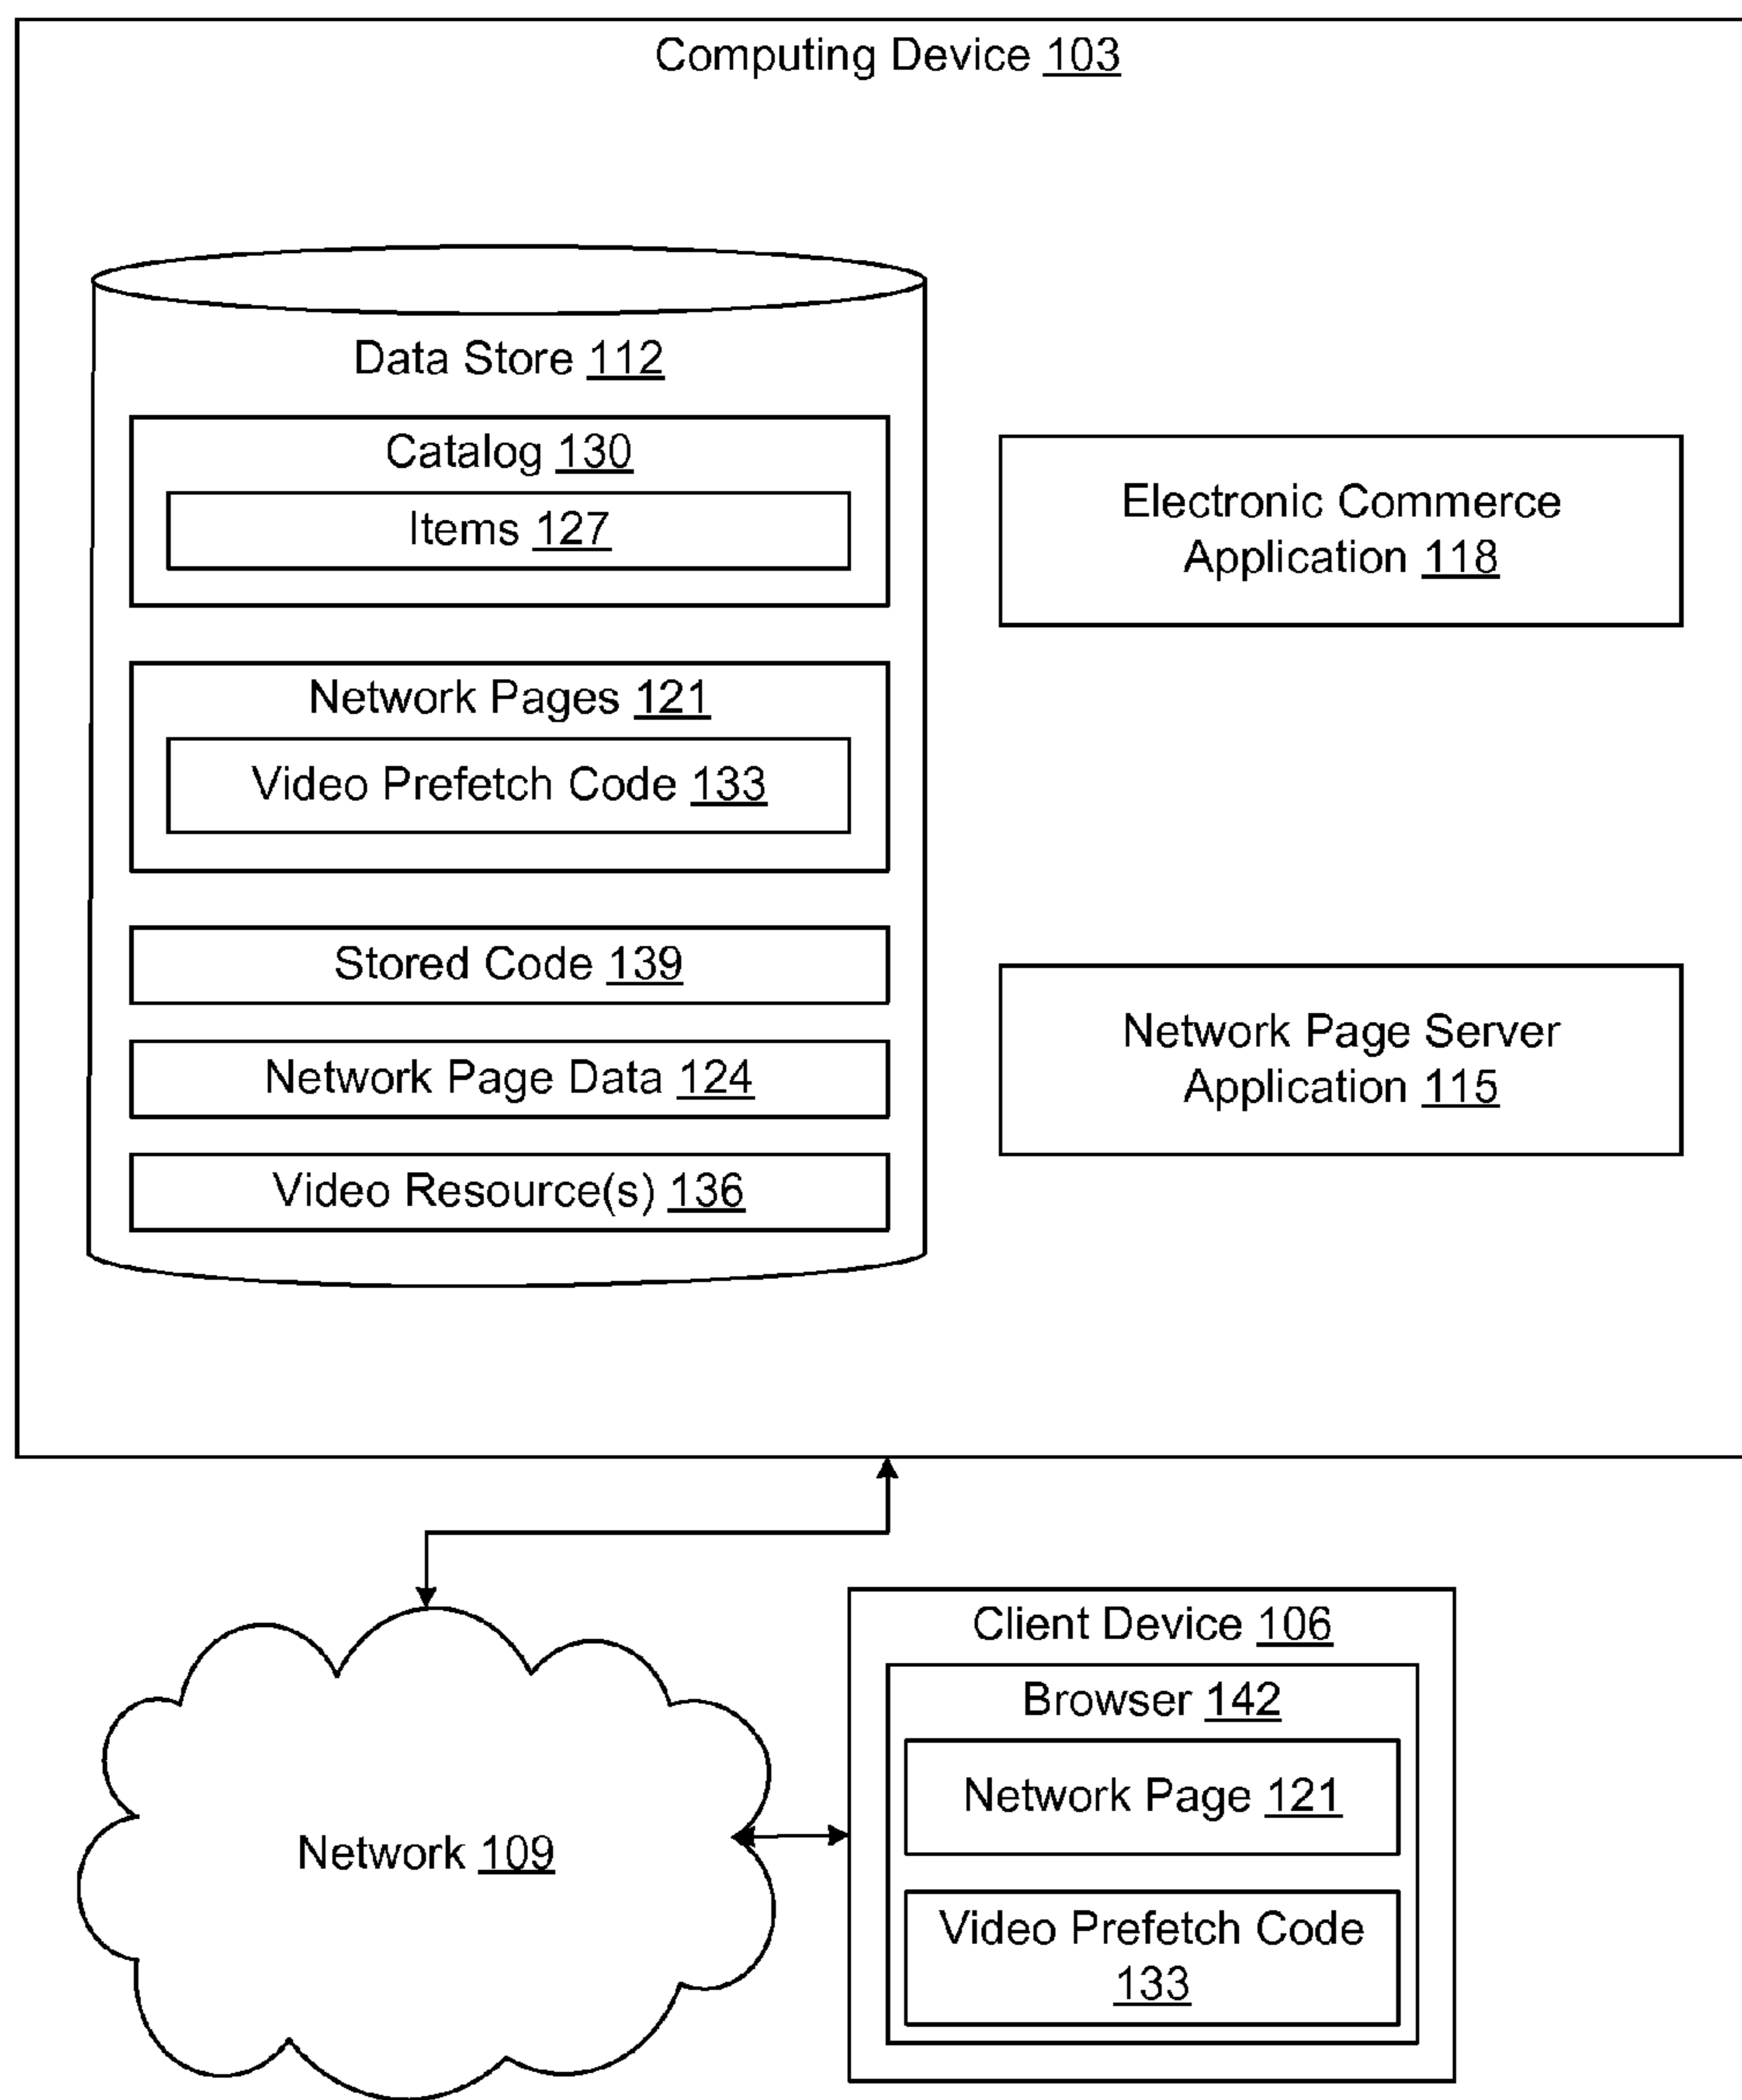 Computing Device 103
Data Store 112
Catalog 130
Items 127
Network Pages 121
Video Prefetch Code 133
Stored Code 139
Network Page Data 124
Video Resource(s) 136
Electronic Commerce
Application 118
Network Page Server
Application 115
Network 109
Client Device 106
Browser 142
Network Page 121
Video Prefetch Code
133